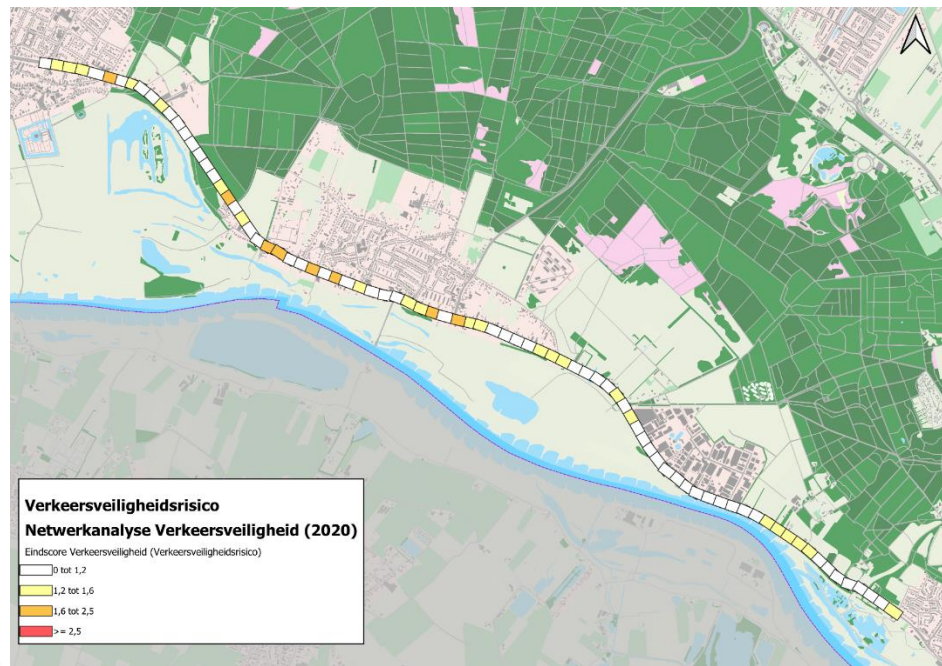 Verkeersveiligheidsrisico
Netwerkanalyse Verkeersveiligheid (2020)
Eindscore Verkeersveiligheid (Verkeersveiligheidsrisico)
0 tot 1,2
1,2 tot 1,6
1,6 tot 2,5
>= 2,5